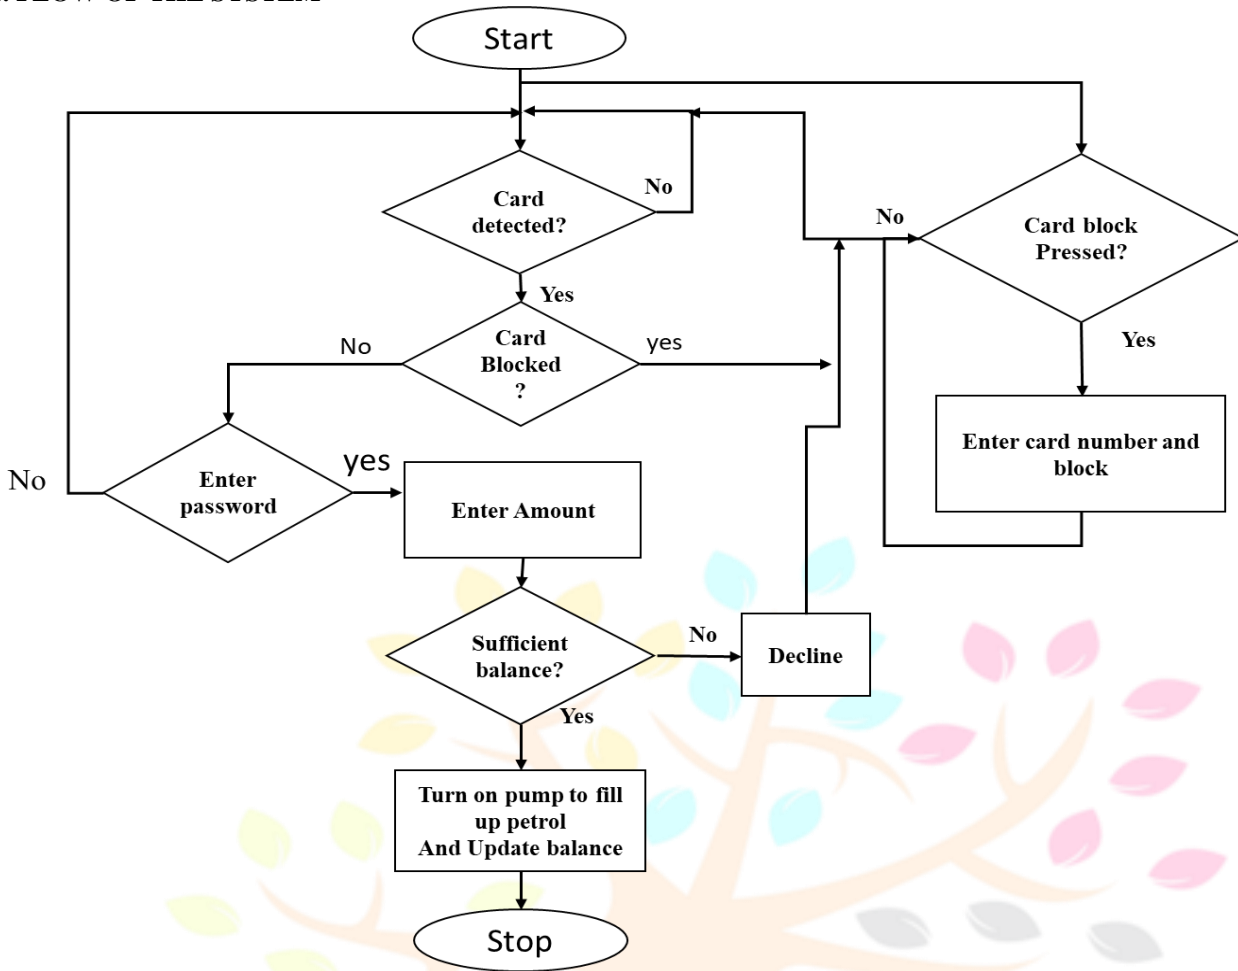 Start
Card
detected?
No
Yes
No
Card block
Pressed?
Yes
Card
Blocked
?
No
yes
Enter card number and
block
No
Enter
password
yes
Enter Amount
Sufficient
balance?
No
Decline
Yes
Turn on pump to fill
up petrol
And Update balance
Stop